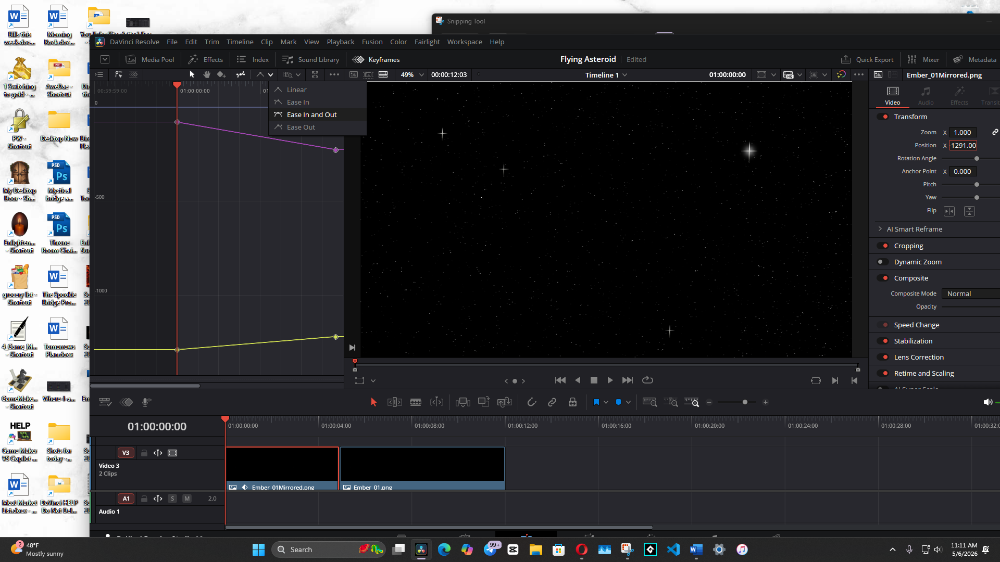 Snipping Tool
Bills this
week.doc...
Morning
Rock.doc...
DaVinci Resolve File Edit Trim Timeline Clip Mark View Playback Fusion Color Fairlight Workspace Help
Media Pool Effects Index Sound Library Keyframes
Flying Asteroid Edited
Quick Export Mixer Metadata
49% 00:00:12:03 Timeline 1 01:00:00:00 Ember_01Mirrored.png
00:59:59:00 01:00:00:00 01
0
-500
-1000
Linear
Ease In
Ease In and Out
Ease Out
Video Audio Effects Transit
Transform
Zoom X 1.000
Position X -1291.00
Rotation Angle
Anchor Point X 0.000
Pitch
Yaw
Flip
AI Smart Reframe
Cropping
Dynamic Zoom
Composite
Composite Mode Normal
Opacity
Speed Change
Stabilization
Lens Correction
Retime and Scaling
AI Super Scale
1 Switching
to gold - ...
AweDae -
Shortcut
PW -
Shortcut
Desktop Now
My Desktop
Door - Sh...
Mystical
bridge a...
Enlighten...
- Shortcut
Throne
Room Chai...
grocery list -
Shortcut
The Spookie
Bridge Pro...
4_Game_M...
- Shortcut
Tomorrows
Plan.docx
GameMake...
- Shortcut
Where-I-a...
Game Maker
VS Copilot ...
Shots for
today -...
Meat Market
List.docx - ...
DaVinci HELP
Do Not Del...
01:00:00:00
01:00:00:00 01:00:04:00 01:00:08:00 01:00:12:00 01:00:16:00 01:00:20:00 01:00:24:00 01:00:28:00 01:00:32:0
V3
Video 3
2 Clips
Ember_01Mirrored.png Ember_01.png
A1 S M 2.0
Audio 1
2
48°F
Mostly sunny
Search
99+
11:11 AM
5/6/2026